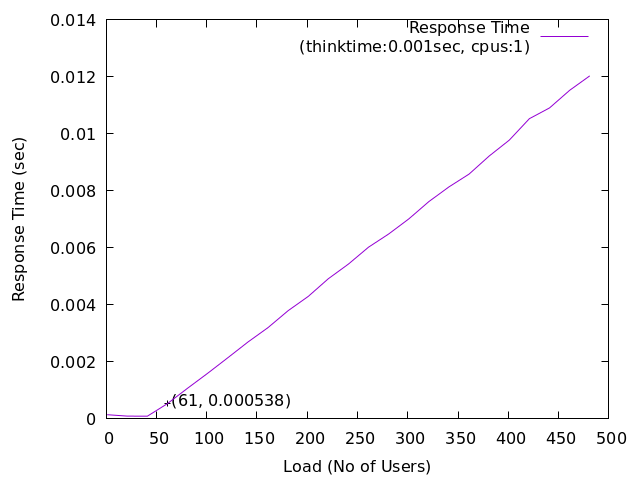 Response Time
(thinktime:0.001sec, cpus:1)
0.014
0.012
0.01
0.008
0.006
0.004
0.002
0
Response Time (sec)
(61, 0.000538)
0 50 100 150 200 250 300 350 400 450 500
Load (No of Users)